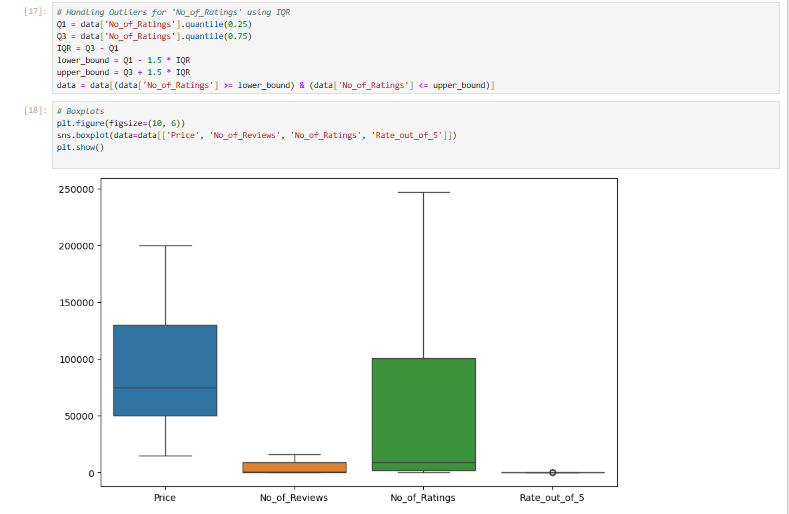 [17]: # Handling Outliers for 'No_of_Ratings' using IQR
Q1 = data['No_of_Ratings'].quantile(0.25)
Q3 = data['No_of_Ratings'].quantile(0.75)
IQR = Q3 - Q1
lower_bound = Q1 - 1.5 * IQR
upper_bound = Q3 + 1.5 * IQR
data = data[(data['No_of_Ratings'] >= lower_bound) & (data['No_of_Ratings'] <= upper_bound)]
[18]: # Boxplots
plt.figure(figsize=(10, 6))
sns.boxplot(data=data[['Price', 'No_of_Reviews', 'No_of_Ratings', 'Rate_out_of_5']])
plt.show()
250000
200000
150000
100000
50000
0
Price No_of_Reviews No_of_Ratings Rate_out_of_5